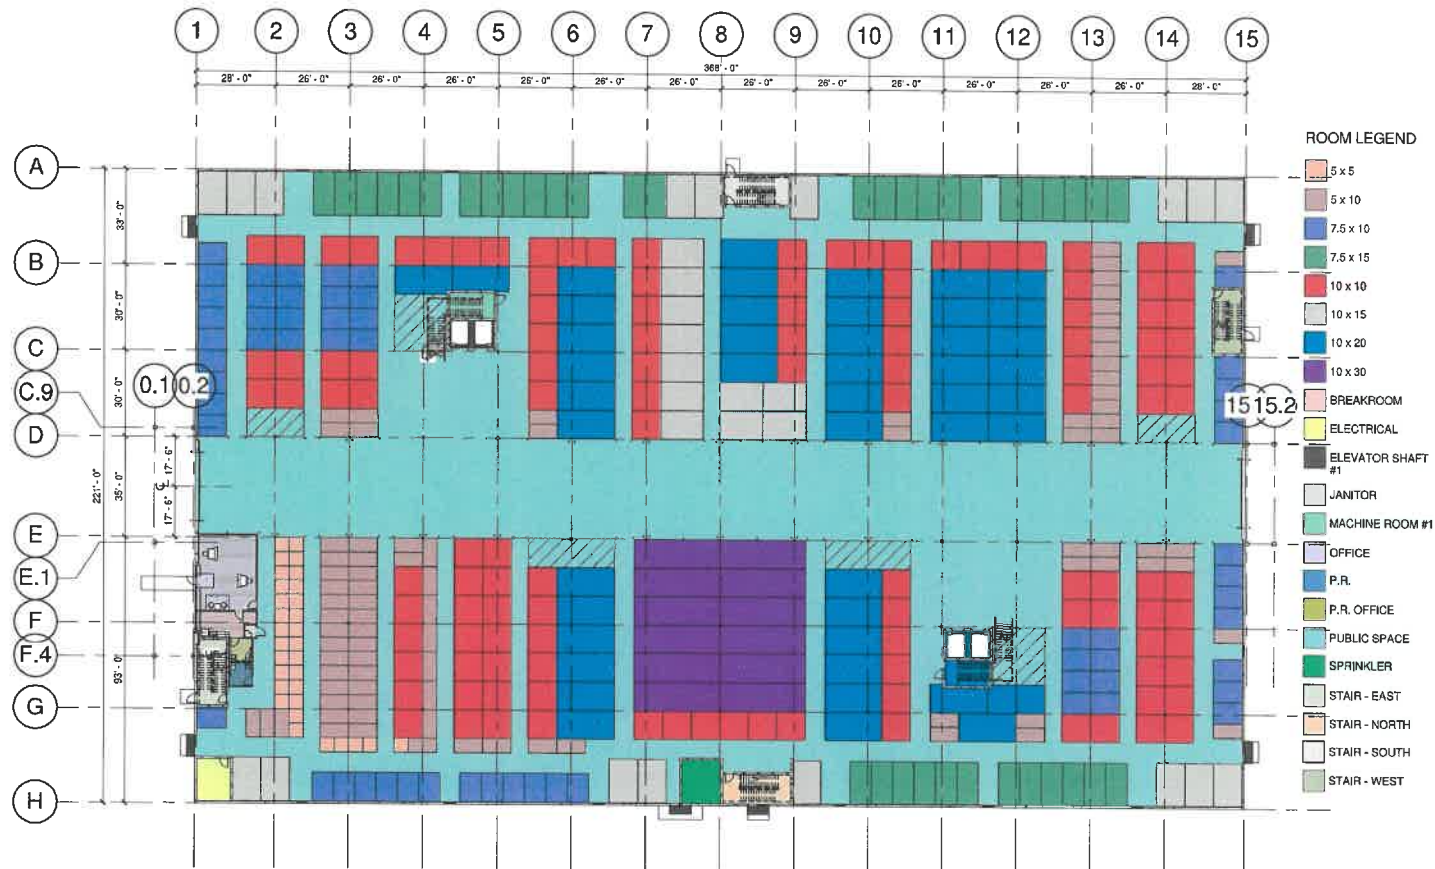 1 2 3 4 5 6 7 8 9 10 11 12 13 14 15
368' - 0"
28' - 0" 26' - 0" 26' - 0" 26' - 0" 26' - 0" 26' - 0" 26' - 0" 26' - 0" 26' - 0" 26' - 0" 26' - 0" 26' - 0" 26' - 0" 28' - 0"
A
33' - 0"
B
30' - 0"
C
C.9
0.1 0.2
30' - 0"
D
15 15.2
221' - 0"
35' - 0"
17' - 6" 17' - 6"
E
E.1
F
F.4
93' - 0"
G
H
ROOM LEGEND
5 x 5
5 x 10
7.5 x 10
7.5 x 15
10 x 10
10 x 15
10 x 20
10 x 30
BREAKROOM
ELECTRICAL
ELEVATOR SHAFT
#1
JANITOR
MACHINE ROOM #1
OFFICE
P.R.
P.R. OFFICE
PUBLIC SPACE
SPRINKLER
STAIR - EAST
STAIR - NORTH
STAIR - SOUTH
STAIR - WEST